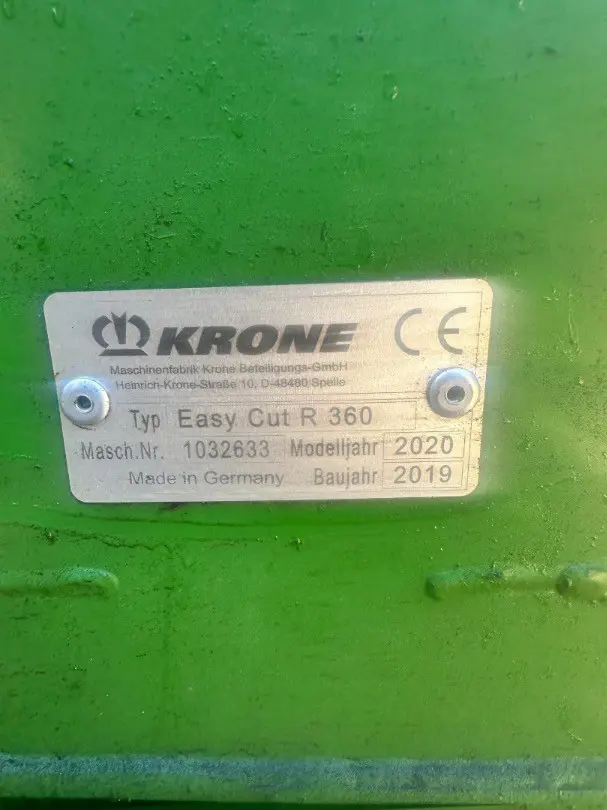 KRONE CE
Maschinenfabrik Krone Beteiligungs-GmbH
Heinrich-Krone-Straße 10, D-48480 Spelle
Typ Easy Cut R 360
Masch.Nr. 1032633 Modelljahr 2020
Made in Germany Baujahr 2019